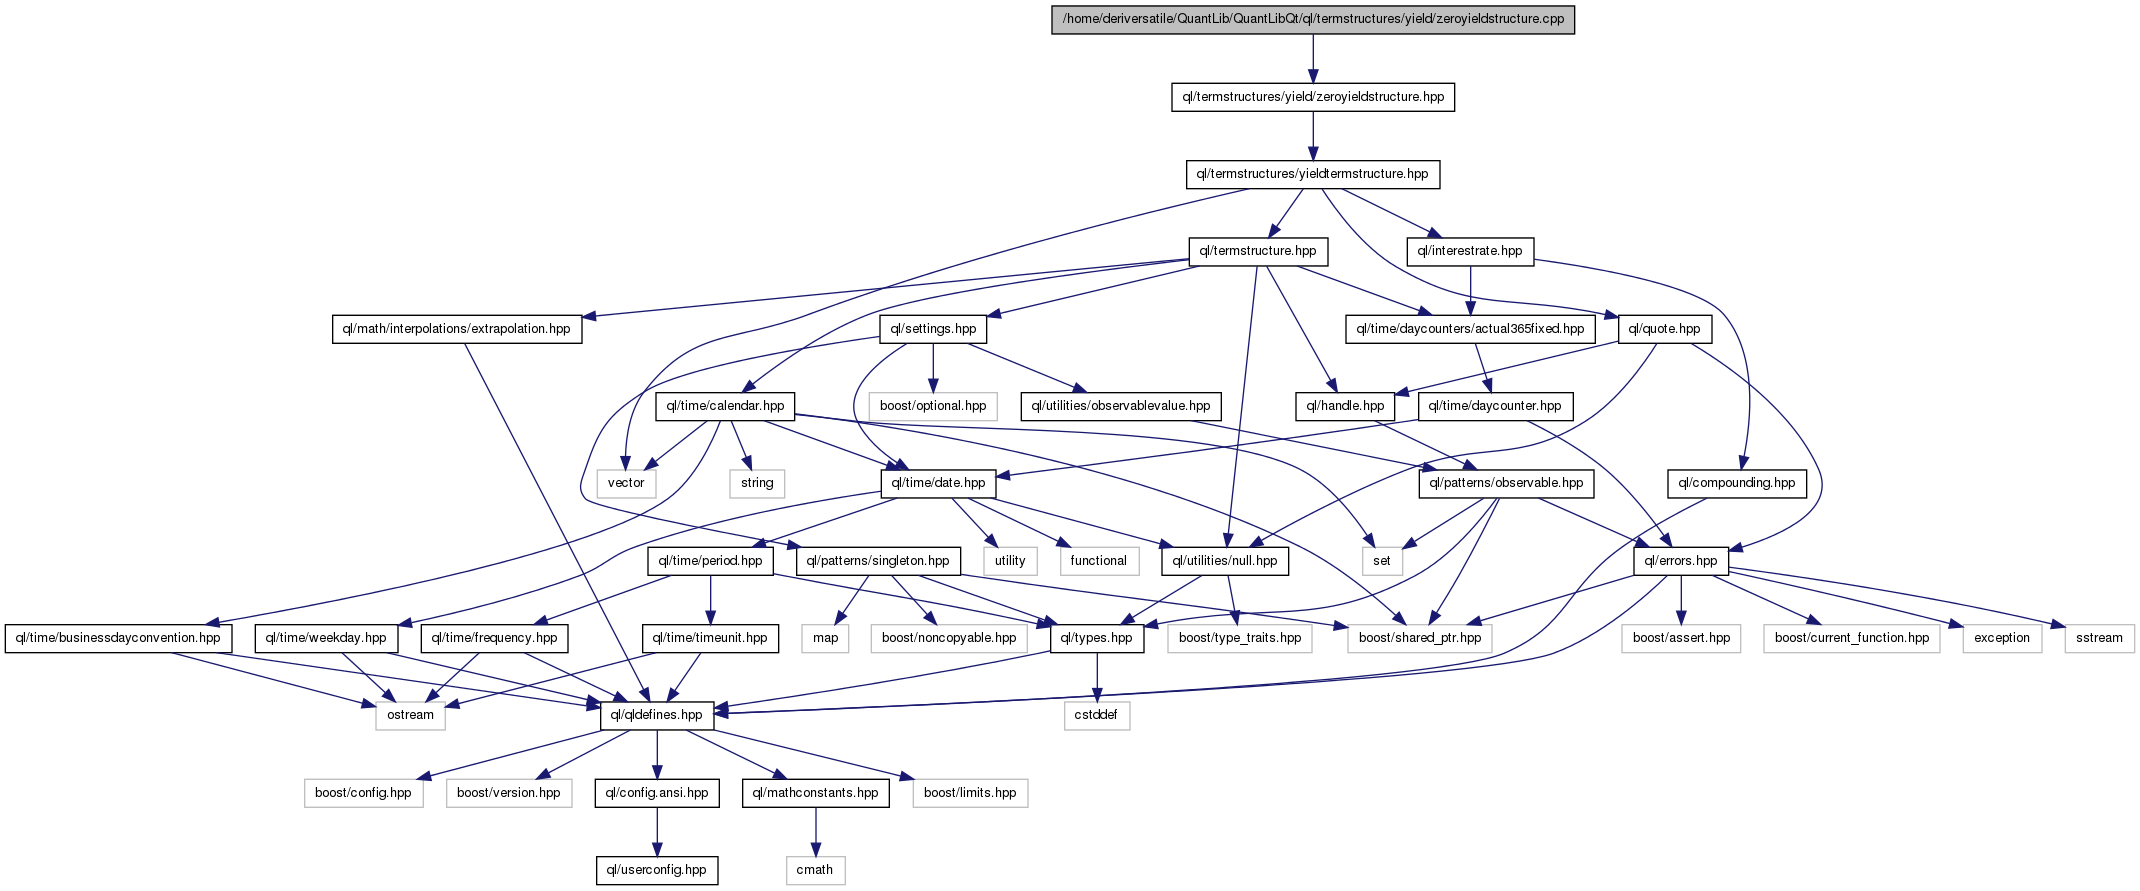 /home/deriversatile/QuantLib/QuantLibQt/ql/termstructures/yield/zeroyieldstructure.cpp
ql/termstructures/yield/zeroyieldstructure.hpp
ql/termstructures/yieldtermstructure.hpp
ql/termstructure.hpp
ql/interestrate.hpp
ql/math/interpolations/extrapolation.hpp
ql/settings.hpp
ql/time/daycounters/actual365fixed.hpp
ql/quote.hpp
ql/time/calendar.hpp
boost/optional.hpp
ql/utilities/observablevalue.hpp
ql/handle.hpp
ql/time/daycounter.hpp
vector
string
ql/time/date.hpp
ql/patterns/observable.hpp
ql/compounding.hpp
ql/time/period.hpp
ql/patterns/singleton.hpp
utility
functional
ql/utilities/null.hpp
set
ql/errors.hpp
ql/time/businessdayconvention.hpp
ql/time/weekday.hpp
ql/time/frequency.hpp
ql/time/timeunit.hpp
map
boost/noncopyable.hpp
ql/types.hpp
boost/type_traits.hpp
boost/shared_ptr.hpp
boost/assert.hpp
boost/current_function.hpp
exception
sstream
ostream
ql/qldefines.hpp
cstddef
boost/config.hpp
boost/version.hpp
ql/config.ansi.hpp
ql/mathconstants.hpp
boost/limits.hpp
ql/userconfig.hpp
cmath